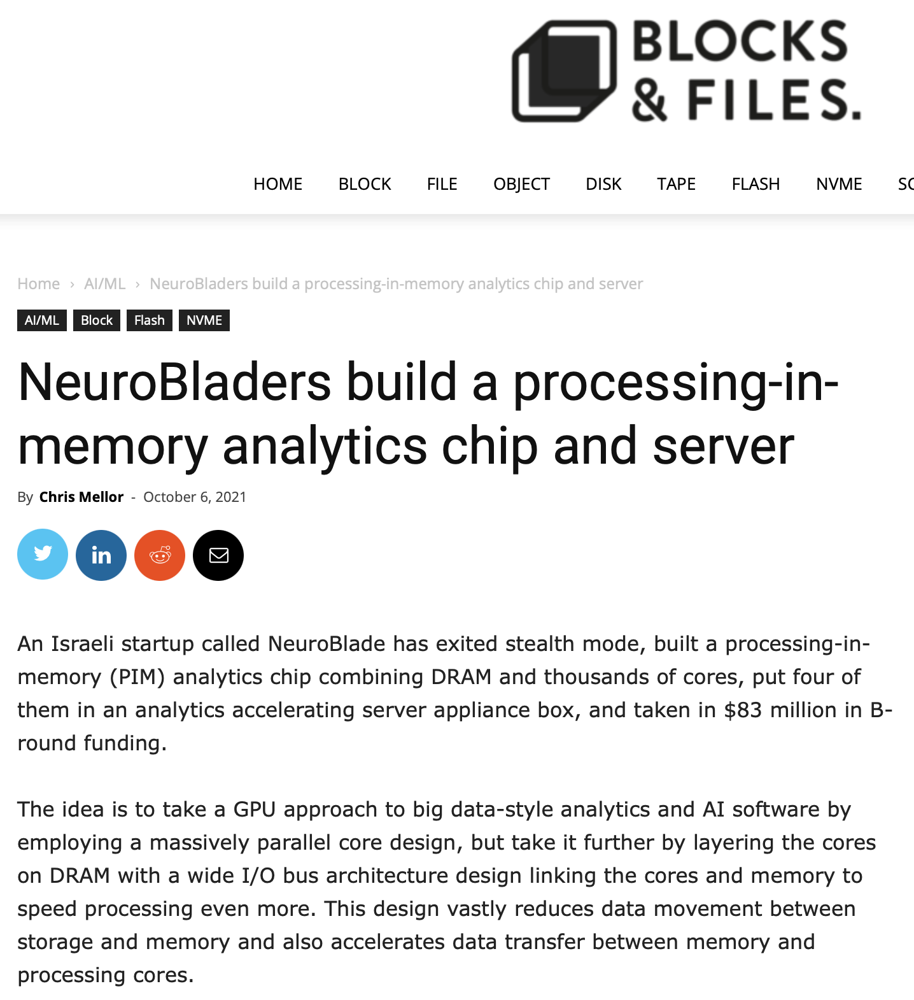 BLOCKS
& FILES.
HOME BLOCK FILE OBJECT DISK TAPE FLASH NVME SC
Home › AI/ML › NeuroBladers build a processing-in-memory analytics chip and server
AI/ML Block Flash NVME
NeuroBladers build a processing-in-
memory analytics chip and server
By Chris Mellor - October 6, 2021
in
An Israeli startup called NeuroBlade has exited stealth mode, built a processing-in-
memory (PIM) analytics chip combining DRAM and thousands of cores, put four of
them in an analytics accelerating server appliance box, and taken in $83 million in B-
round funding.
The idea is to take a GPU approach to big data-style analytics and AI software by
employing a massively parallel core design, but take it further by layering the cores
on DRAM with a wide I/O bus architecture design linking the cores and memory to
speed processing even more. This design vastly reduces data movement between
storage and memory and also accelerates data transfer between memory and
processing cores.